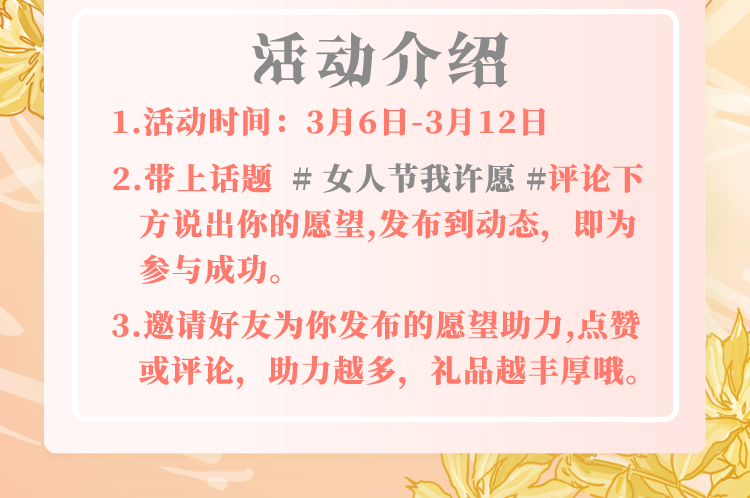 活动介绍
1.活动时间：3月6日-3月12日
2.带上话题 # 女人节我许愿 #评论下
方说出你的愿望,发布到动态，即为
参与成功。
3.邀请好友为你发布的愿望助力,点赞
或评论，助力越多，礼品越丰厚哦。